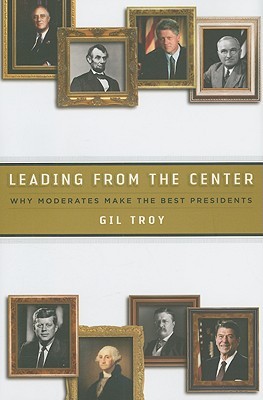 LEADING FROM THE CENTER
WHY MODERATES MAKE THE BEST PRESIDENTS
GIL TROY